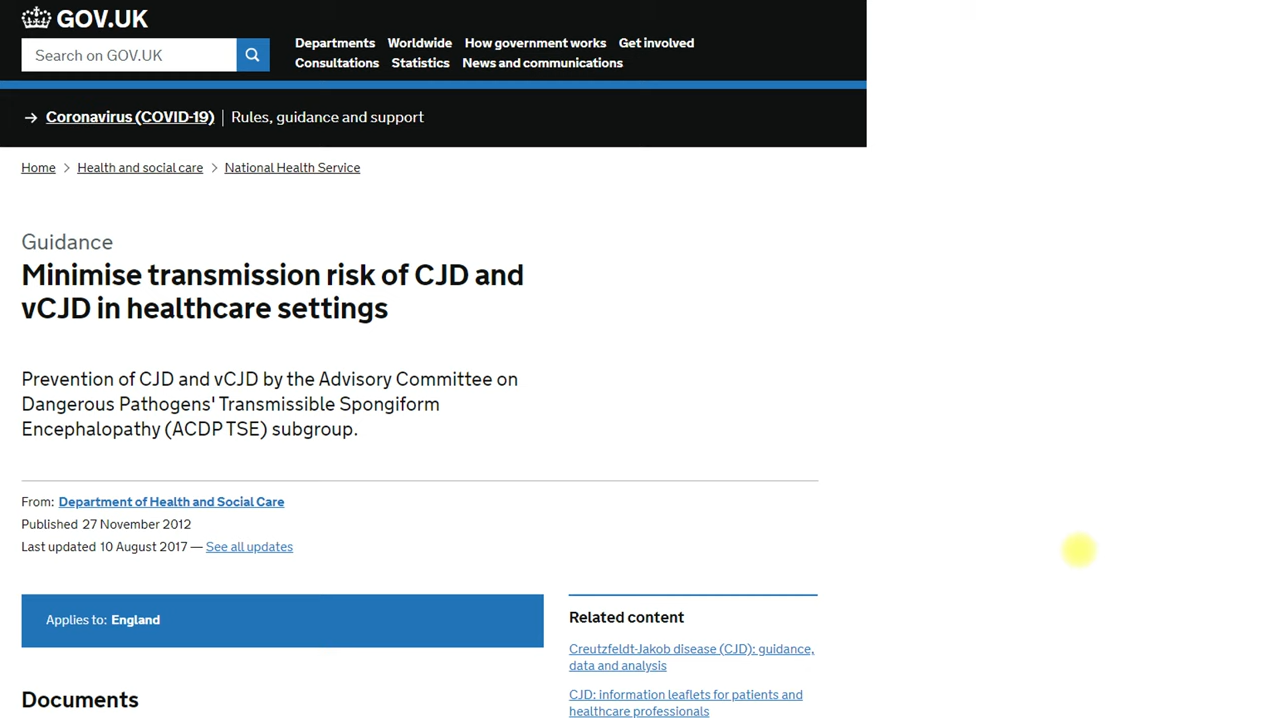 GOV.UK
Search on GOV.UK
Departments Worldwide How government works Get involved
Consultations Statistics News and communications
→ Coronavirus (COVID-19) | Rules, guidance and support
Home > Health and social care > National Health Service
Guidance
Minimise transmission risk of CJD and
vCJD in healthcare settings
Prevention of CJD and vCJD by the Advisory Committee on
Dangerous Pathogens' Transmissible Spongiform
Encephalopathy (ACDP TSE) subgroup.
From: Department of Health and Social Care
Published 27 November 2012
Last updated 10 August 2017 — See all updates
Applies to: England
Documents
Related content
Creutzfeldt-Jakob disease (CJD): guidance,
data and analysis
CJD: information leaflets for patients and
healthcare professionals